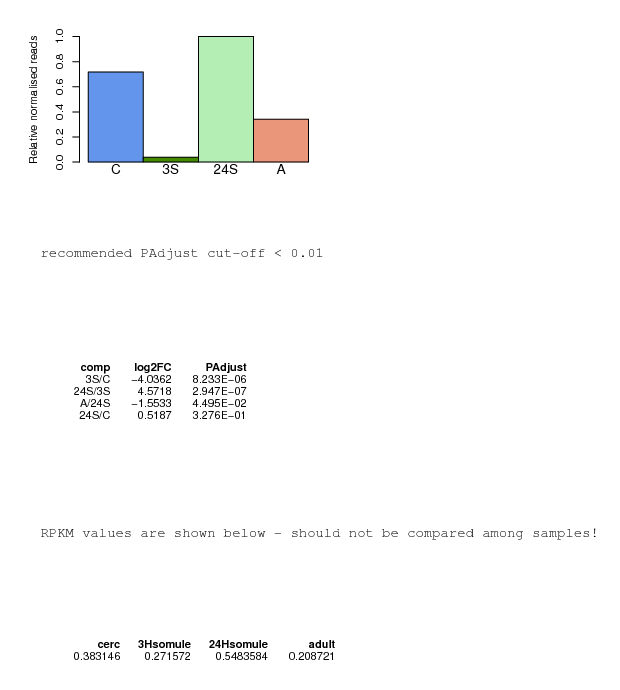 Relative normalised reads
1.0
0.8
0.6
0.4
0.2
0.0
C 3S 24S A
recommended PAdjust cut-off < 0.01
comp log2FC PAdjust
3S/C −4.0362 8.233E−06
24S/3S 4.5718 2.947E−07
A/24S −1.5533 4.495E−02
24S/C 0.5187 3.276E−01
RPKM values are shown below - should not be compared among samples!
cerc 3Hsomule 24Hsomule adult
0.383146 0.271572 0.5483584 0.208721